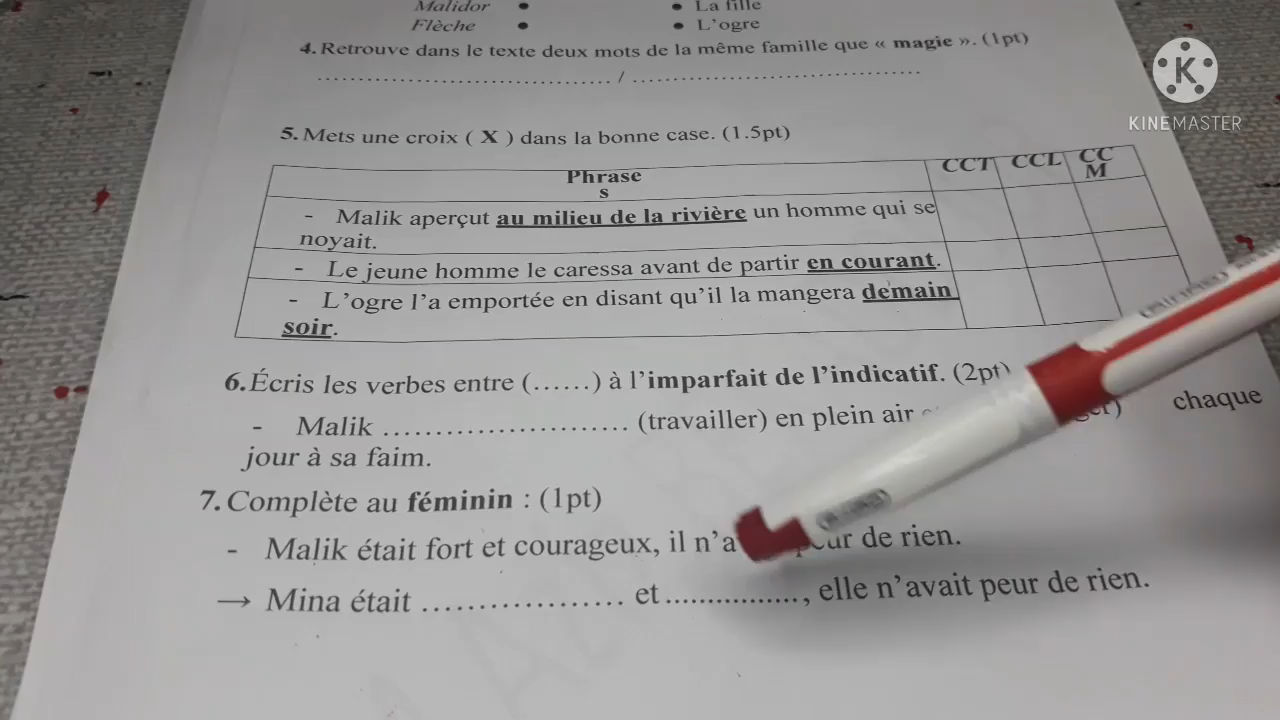 Malidor • • La fille
Flèche • • L'ogre
4. Retrouve dans le texte deux mots de la même famille que « magie ». (1pt)
............................................ / ............................................
5. Mets une croix ( X ) dans la bonne case. (1.5pt)
Phrase CCT CCL CC
s M
- Malik aperçut au milieu de la rivière un homme qui se
noyait.
- Le jeune homme le caressa avant de partir en courant.
- L'ogre l'a emportée en disant qu'il la mangera demain
soir.
6. Écris les verbes entre (......) à l'imparfait de l'indicatif. (2pt)
- Malik ........................ (travailler) en plein air chaque
jour à sa faim.
7. Complète au féminin : (1pt)
- Malik était fort et courageux, il de rien.
→ Mina était .................. et ..............., elle n'avait peur de rien.
KINEMASTER